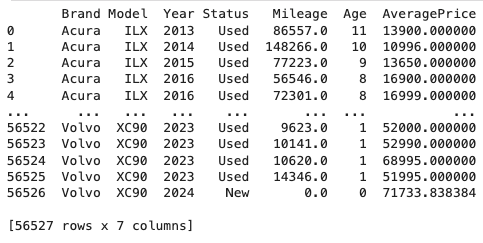 Brand Model Year Status Mileage Age AveragePrice
0 Acura ILX 2013 Used 86557.0 11 13900.000000
1 Acura ILX 2014 Used 148266.0 10 10996.000000
2 Acura ILX 2015 Used 77223.0 9 13650.000000
3 Acura ILX 2016 Used 56546.0 8 16900.000000
4 Acura ILX 2016 Used 72301.0 8 16999.000000
... ... ... ... ... ... ... ...
56522 Volvo XC90 2023 Used 9623.0 1 52000.000000
56523 Volvo XC90 2023 Used 10141.0 1 52990.000000
56524 Volvo XC90 2023 Used 10620.0 1 68995.000000
56525 Volvo XC90 2023 Used 14346.0 1 51995.000000
56526 Volvo XC90 2024 New 0.0 0 71733.838384
[56527 rows x 7 columns]